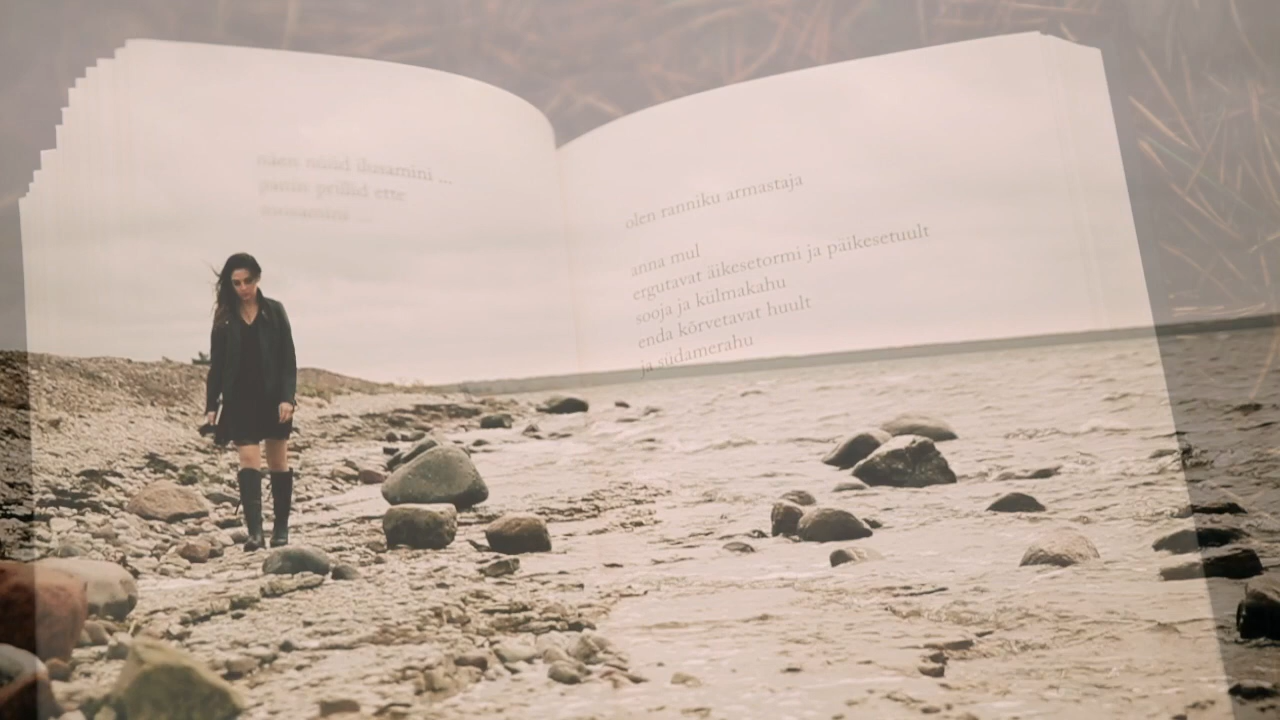 näen nüüd ilusamini ...
panin prillid ette
olen ranniku armastaja
anna mul
ergutavat äikesetormi ja päikesetuult
sooja ja külmakahu
enda kõrvetavat huult
ja südamerahu